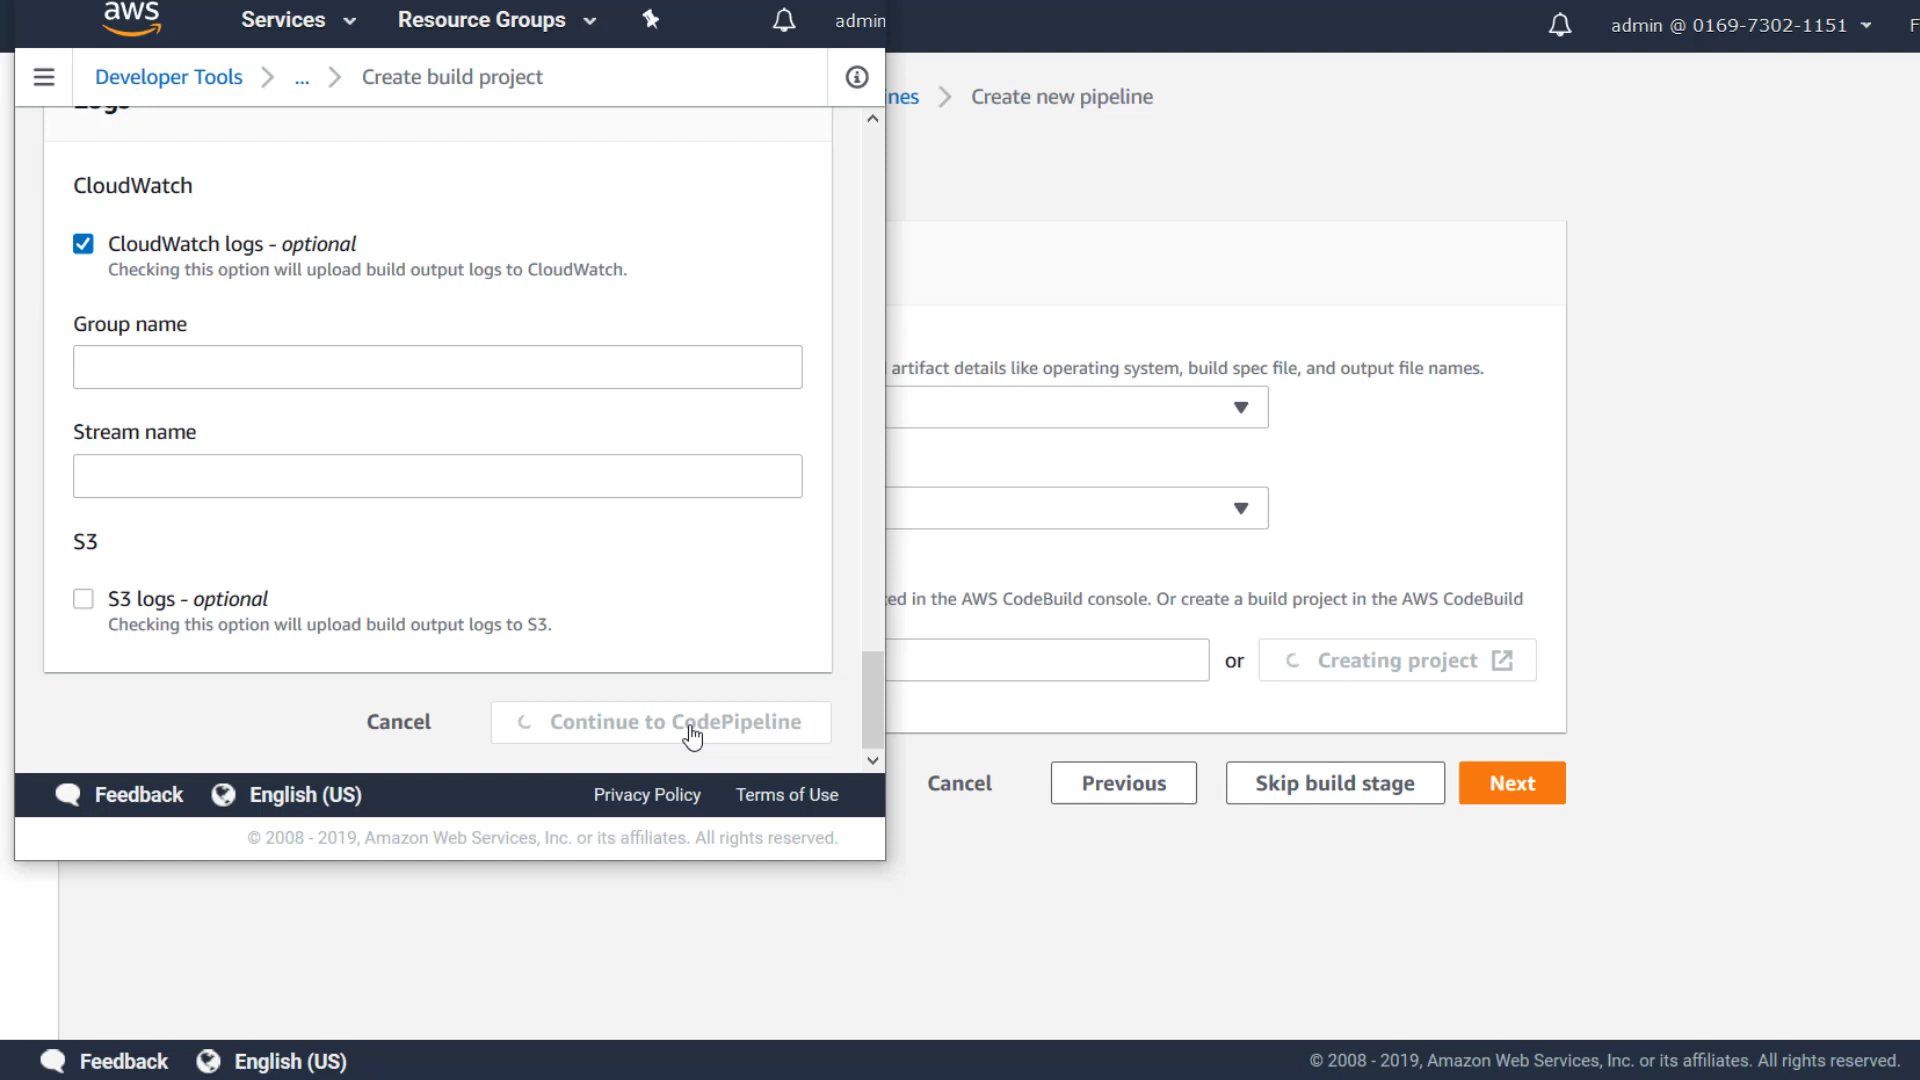 aws
Services
Resource Groups
admin
admin @ 0169-7302-1151
Developer Tools
...
Create build project
nes
Create new pipeline
Logs
CloudWatch
CloudWatch logs - optional
Checking this option will upload build output logs to CloudWatch.
Group name
Stream name
S3
S3 logs - optional
Checking this option will upload build output logs to S3.
Cancel
Continue to CodePipeline
Feedback
English (US)
Privacy Policy
Terms of Use
© 2008 - 2019, Amazon Web Services, Inc. or its affiliates. All rights reserved.
artifact details like operating system, build spec file, and output file names.
ed in the AWS CodeBuild console. Or create a build project in the AWS CodeBuild
or
Creating project
Cancel
Previous
Skip build stage
Next
Feedback
English (US)
© 2008 - 2019, Amazon Web Services, Inc. or its affiliates. All rights reserved.